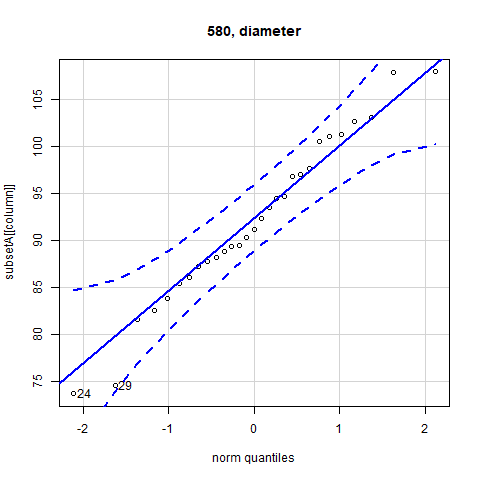 580, diameter
subsetA[[column]]
105
100
95
90
85
80
75
24
29
-2 -1 0 1 2
norm quantiles